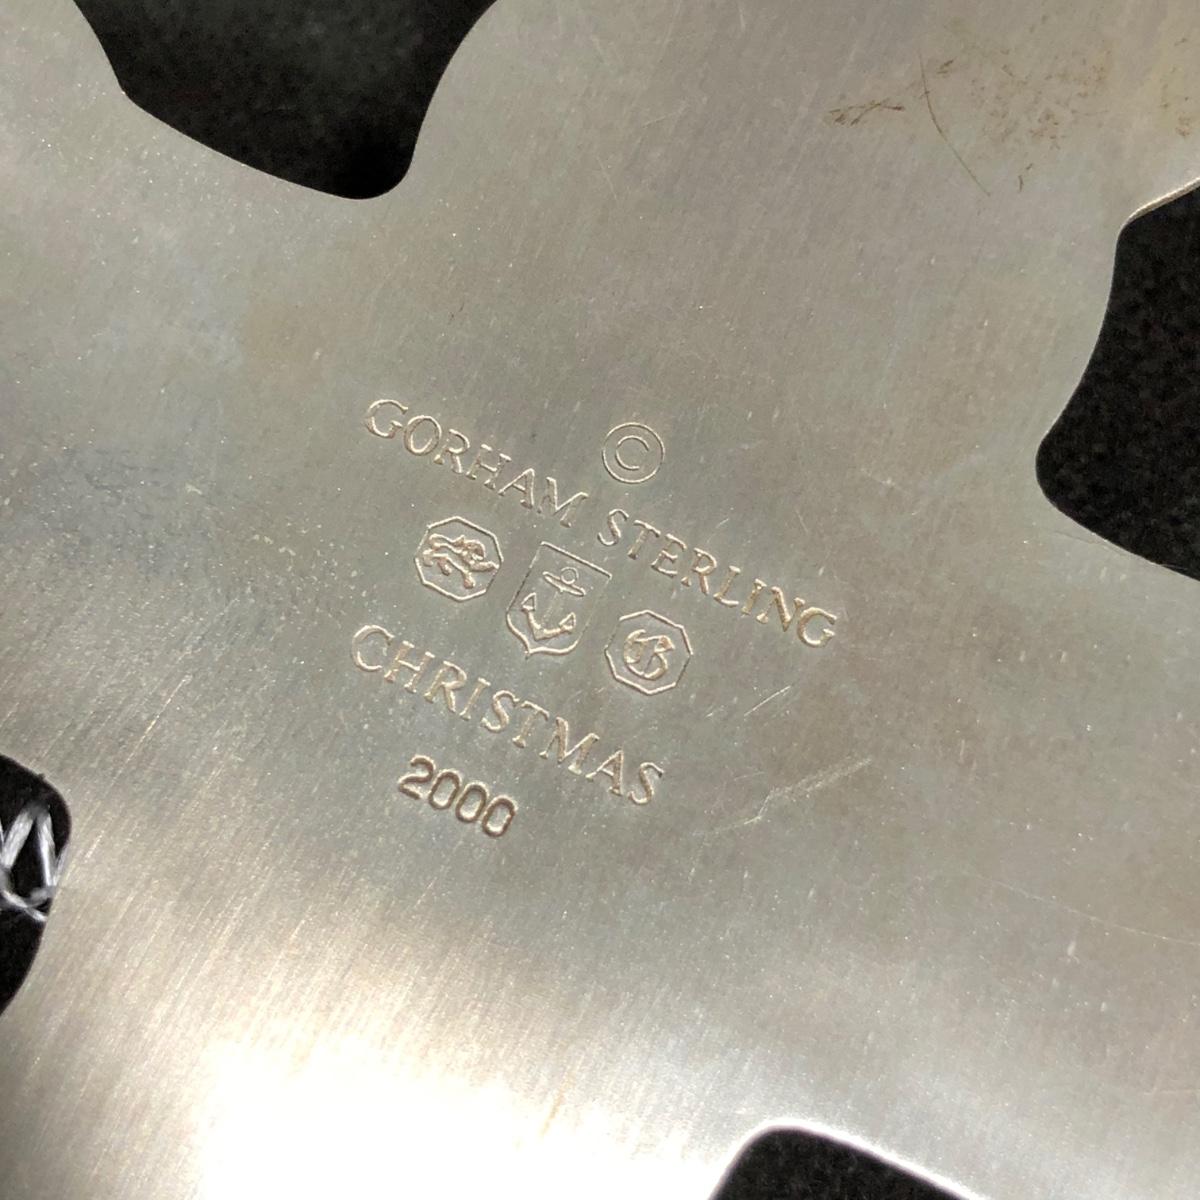 ©
GORHAM STERLING
G
CHRISTMAS
2000